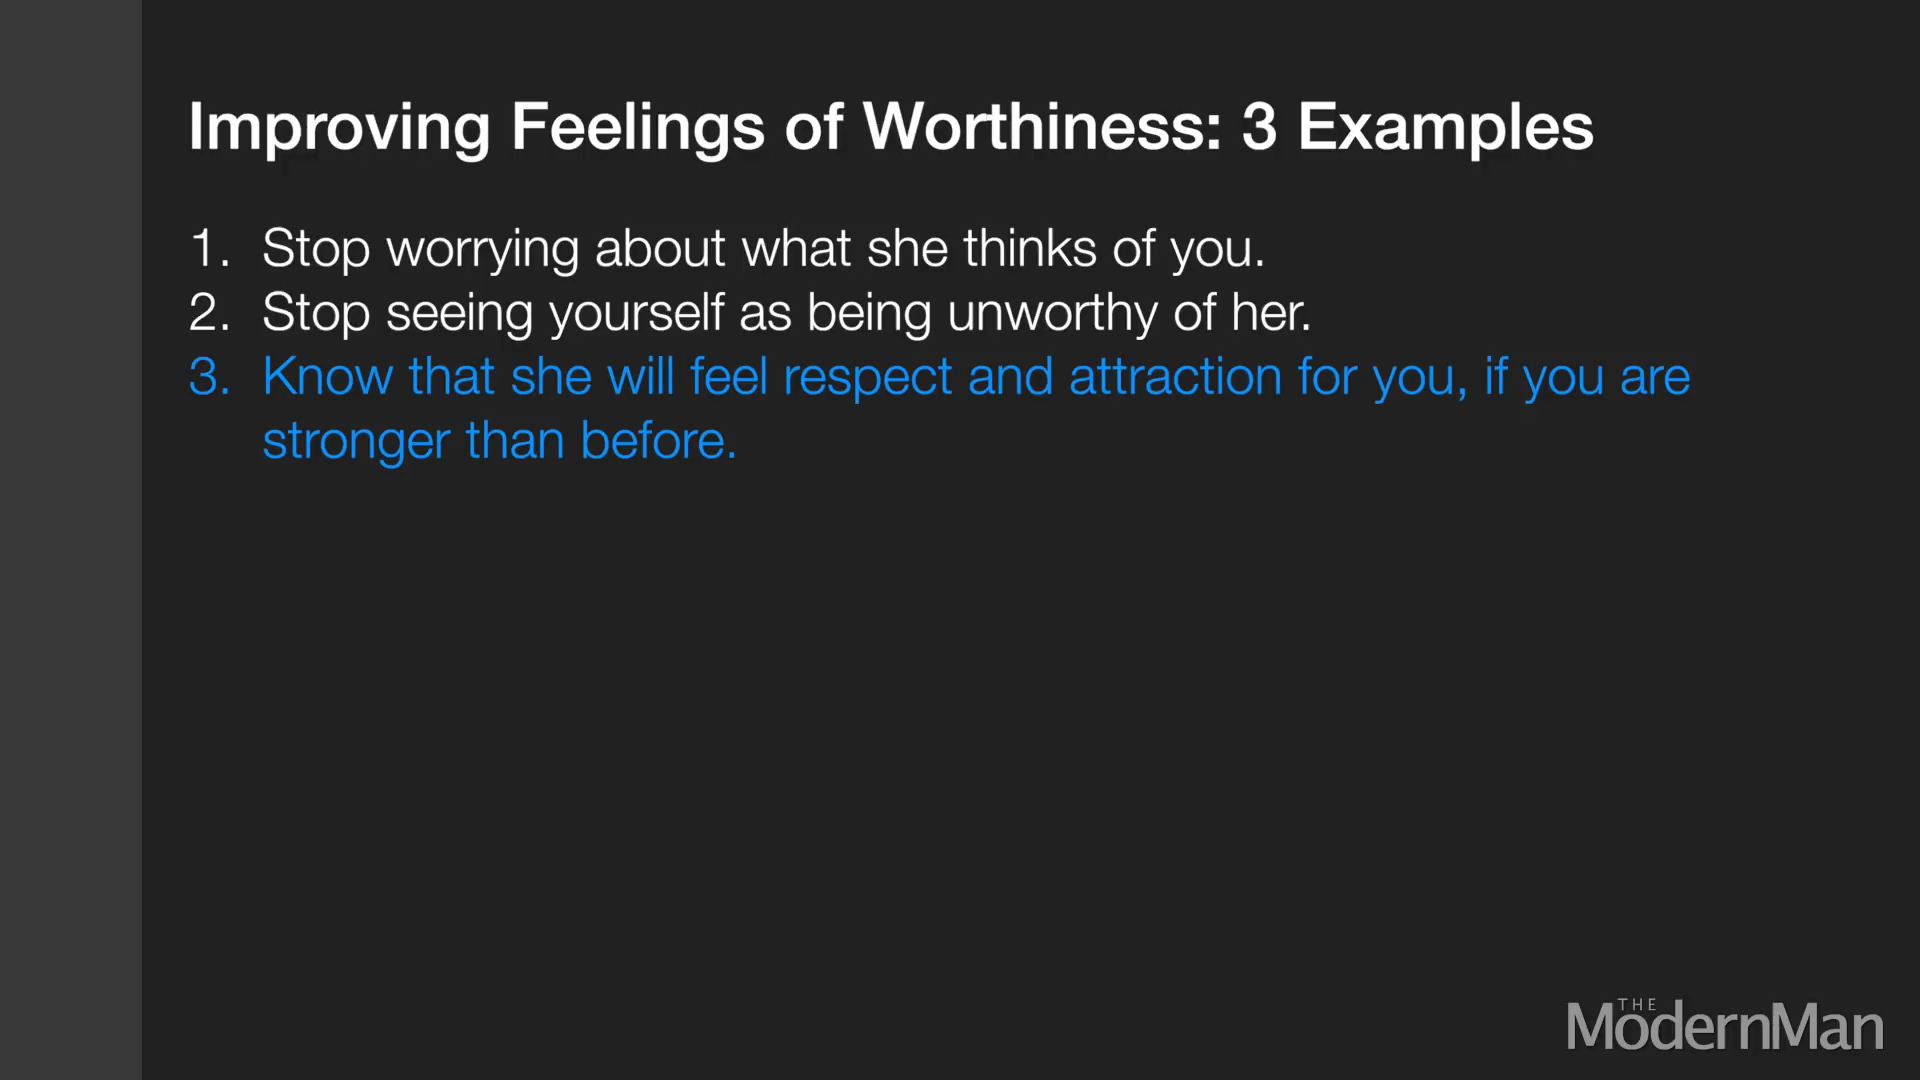 Improving Feelings of Worthiness: 3 Examples
1. Stop worrying about what she thinks of you.
2. Stop seeing yourself as being unworthy of her.
3. Know that she will feel respect and attraction for you, if you are
stronger than before.
THE
ModernMan